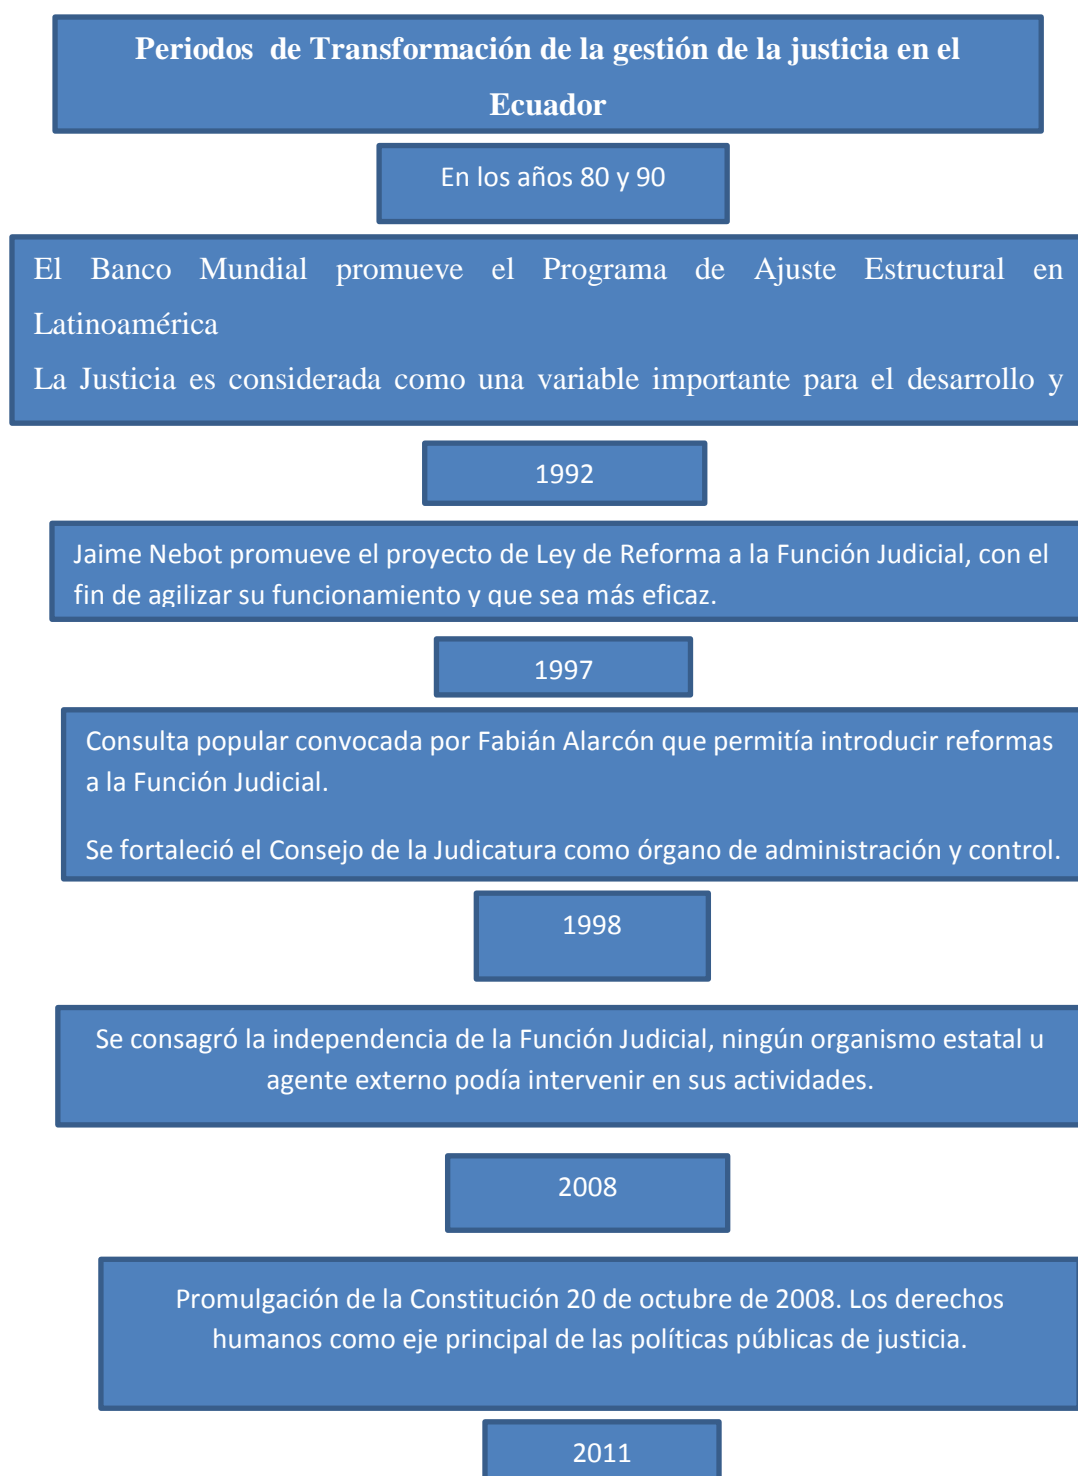 Periodos de Transformación de la gestión de la justicia en el
Ecuador
En los años 80 y 90
El Banco Mundial promueve el Programa de Ajuste Estructural en
Latinoamérica
La Justicia es considerada como una variable importante para el desarrollo y
1992
Jaime Nebot promueve el proyecto de Ley de Reforma a la Función Judicial, con el
fin de agilizar su funcionamiento y que sea más eficaz.
1997
Consulta popular convocada por Fabián Alarcón que permitía introducir reformas
a la Función Judicial.
Se fortaleció el Consejo de la Judicatura como órgano de administración y control.
1998
Se consagró la independencia de la Función Judicial, ningún organismo estatal u
agente externo podía intervenir en sus actividades.
2008
Promulgación de la Constitución 20 de octubre de 2008. Los derechos
humanos como eje principal de las políticas públicas de justicia.
2011